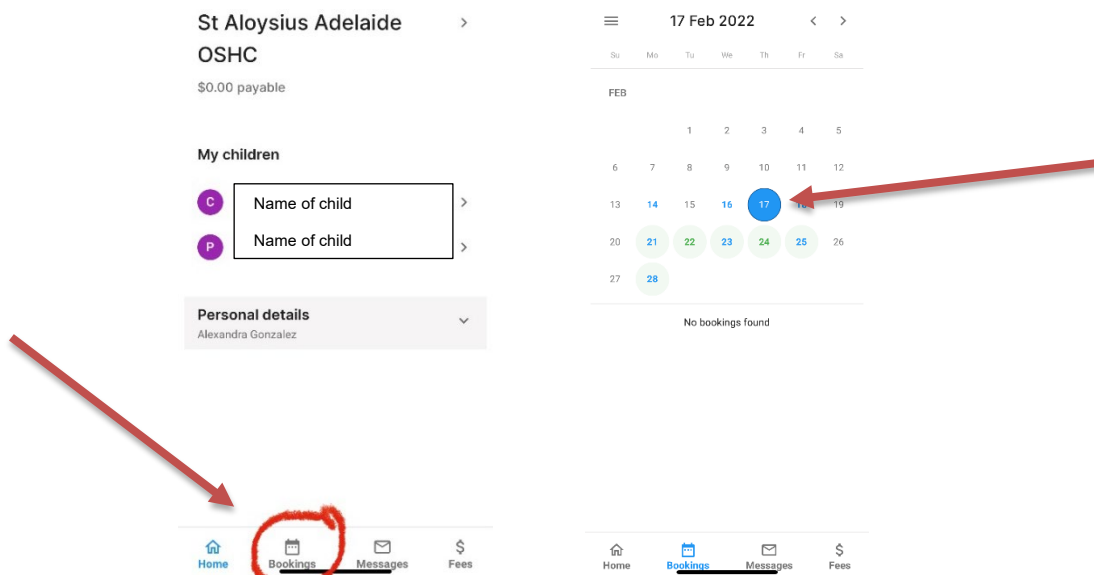 St Aloysius Adelaide
OSHC
$0.00 payable
My children
C
Name of child
P
Name of child
Personal details
Alexandra Gonzalez
Home Bookings Messages $ Fees
17 Feb 2022
Su Mo Tu We Th Fr Sa
FEB
1 2 3 4 5
6 7 8 9 10 11 12
13 14 15 16 17 18 19
20 21 22 23 24 25 26
27 28
No bookings found
Home Bookings Messages $ Fees